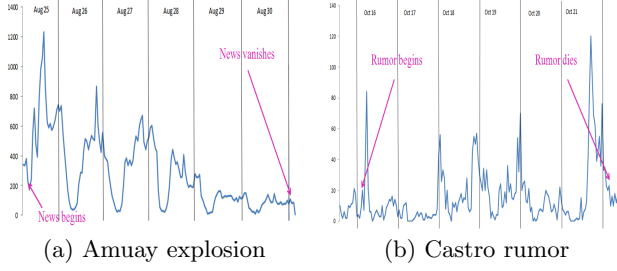 Aug 25 Aug 26 Aug 27 Aug 28 Aug 29 Aug 30
1400
1200
1000
800
600
400
200
0
News vanishes
News begins
(a) Amuay explosion
Oct 16 Oct 17 Oct 18 Oct 19 Oct 20 Oct 21
140
120
100
80
60
40
20
0
Rumor begins
Rumor dies
(b) Castro rumor